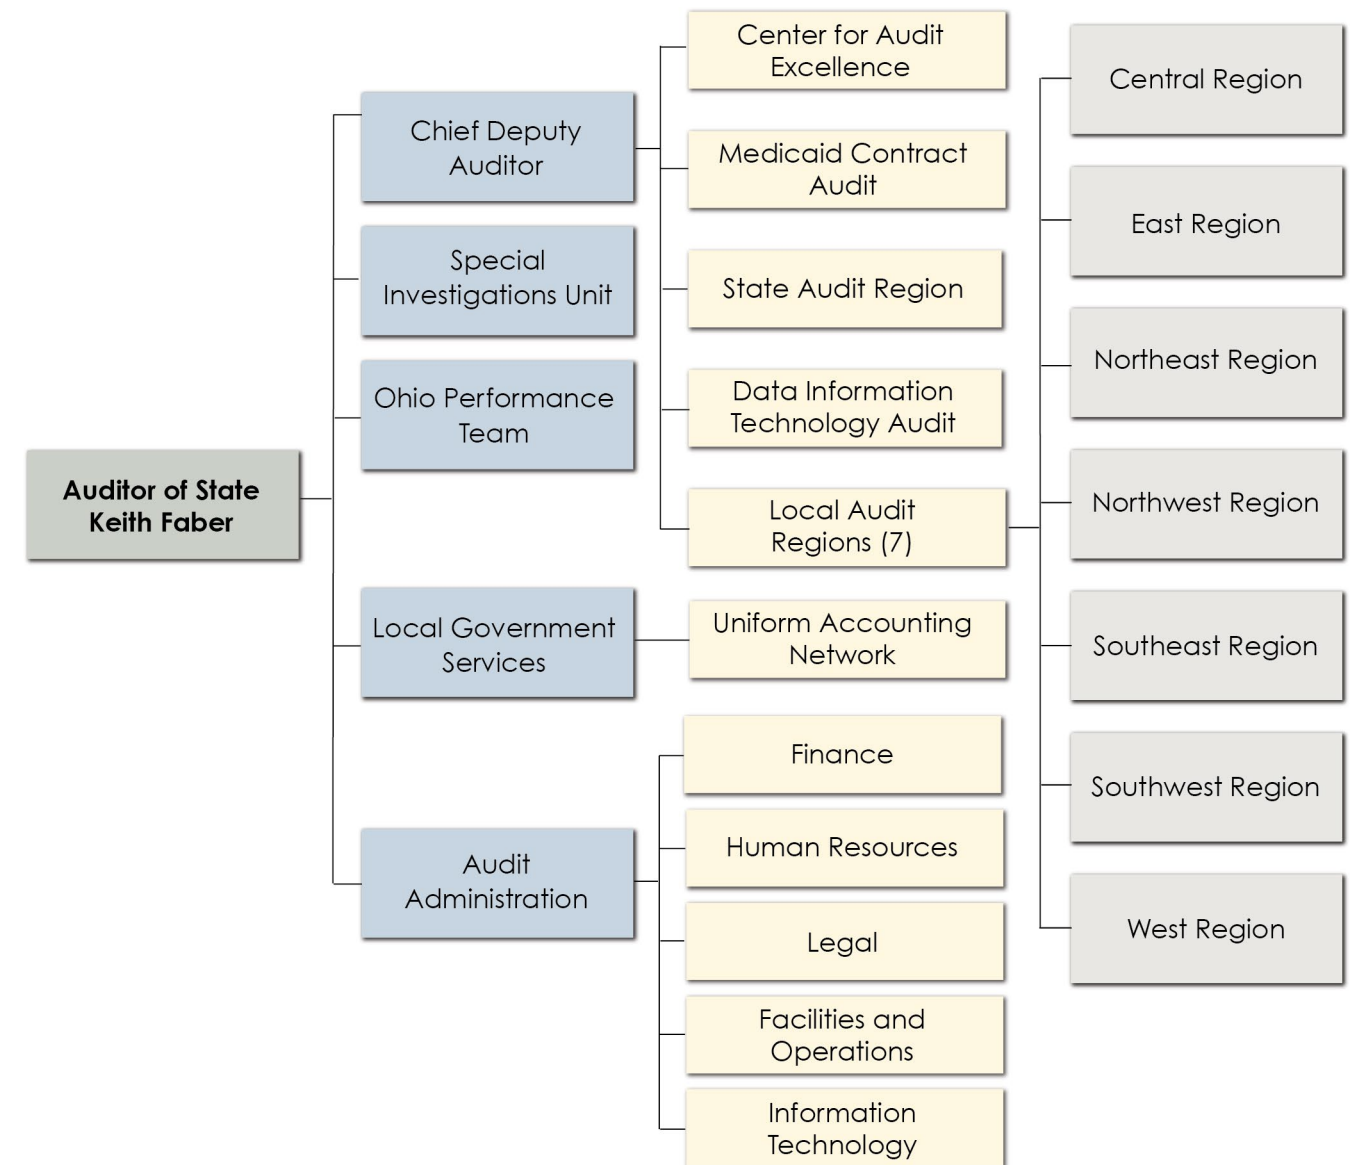 Auditor of State
Keith Faber
Chief Deputy
Auditor
Special
Investigations Unit
Ohio Performance
Team
Local Government
Services
Audit
Administration
Center for Audit
Excellence
Medicaid Contract
Audit
State Audit Region
Data Information
Technology Audit
Local Audit
Regions (7)
Uniform Accounting
Network
Finance
Human Resources
Legal
Facilities and
Operations
Information
Technology
Central Region
East Region
Northeast Region
Northwest Region
Southeast Region
Southwest Region
West Region